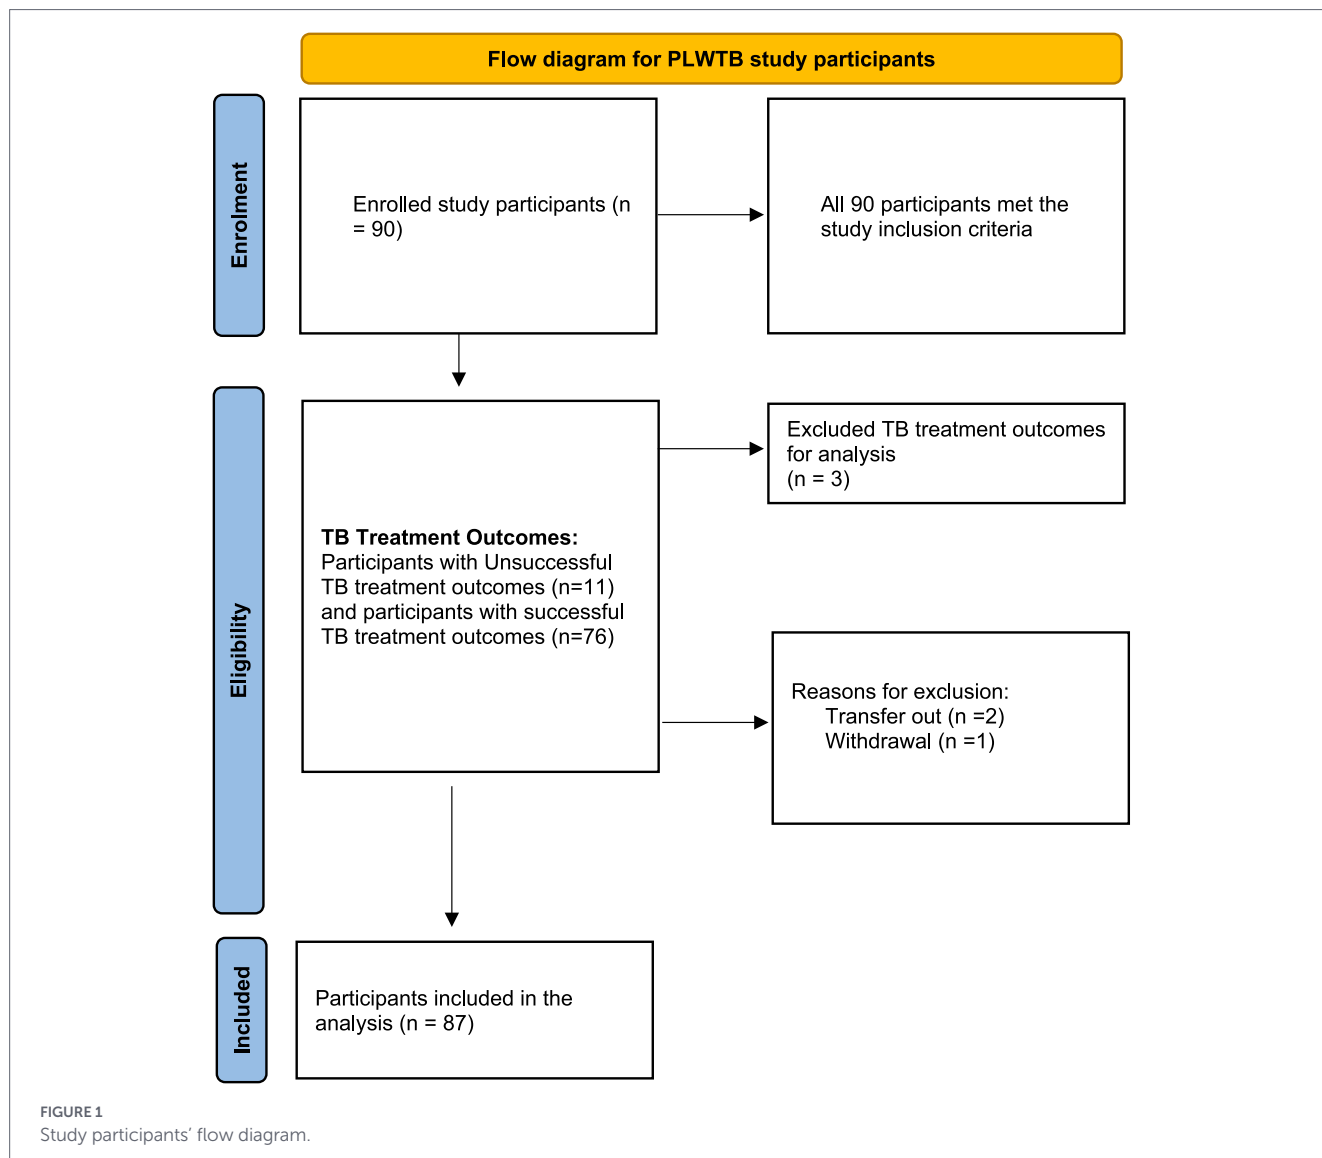 Flow diagram for PLWTB study participants
Enrolment
Enrolled study participants (n
= 90)
All 90 participants met the
study inclusion criteria
Eligibility
TB Treatment Outcomes:
Participants with Unsuccessful
TB treatment outcomes (n=11)
and participants with successful
TB treatment outcomes (n=76)
Excluded TB treatment outcomes
for analysis
(n = 3)
Reasons for exclusion:
Transfer out (n =2)
Withdrawal (n =1)
Included
Participants included in the
analysis (n = 87)
FIGURE 1
Study participants’ flow diagram.